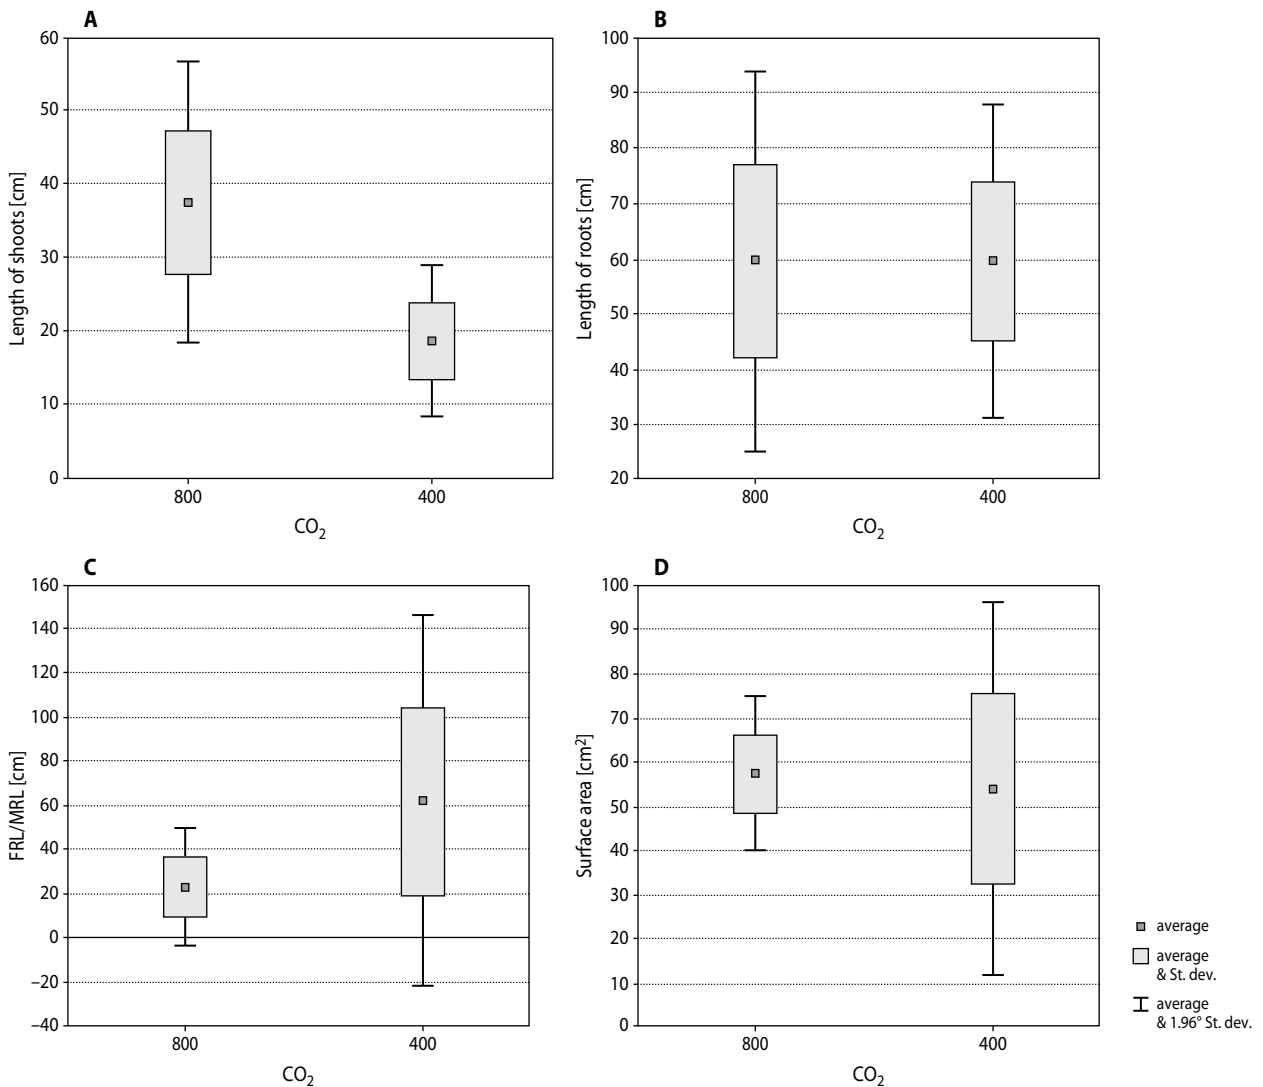 A
60
50
40
30
20
10
0
Length of shoots [cm]
800
400
CO2
B
100
90
80
70
60
50
40
30
20
Length of roots [cm]
800
400
CO2
C
160
140
120
100
80
60
40
20
0
–20
–40
FRL/MRL [cm]
800
400
CO2
D
100
90
80
70
60
50
40
30
20
10
0
Surface area [cm²]
800
400
CO2
average
average
& St. dev.
average
& 1.96° St. dev.